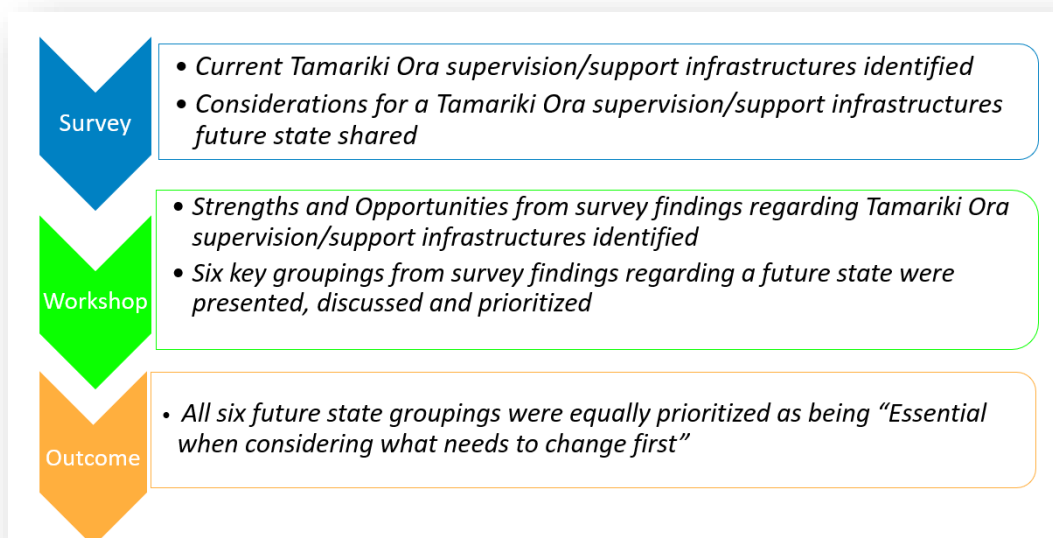 Survey
• Current Tamariki Ora supervision/support infrastructures identified
• Considerations for a Tamariki Ora supervision/support infrastructures
future state shared
Workshop
• Strengths and Opportunities from survey findings regarding Tamariki Ora
supervision/support infrastructures identified
• Six key groupings from survey findings regarding a future state were
presented, discussed and prioritized
Outcome
• All six future state groupings were equally prioritized as being “Essential
when considering what needs to change first”